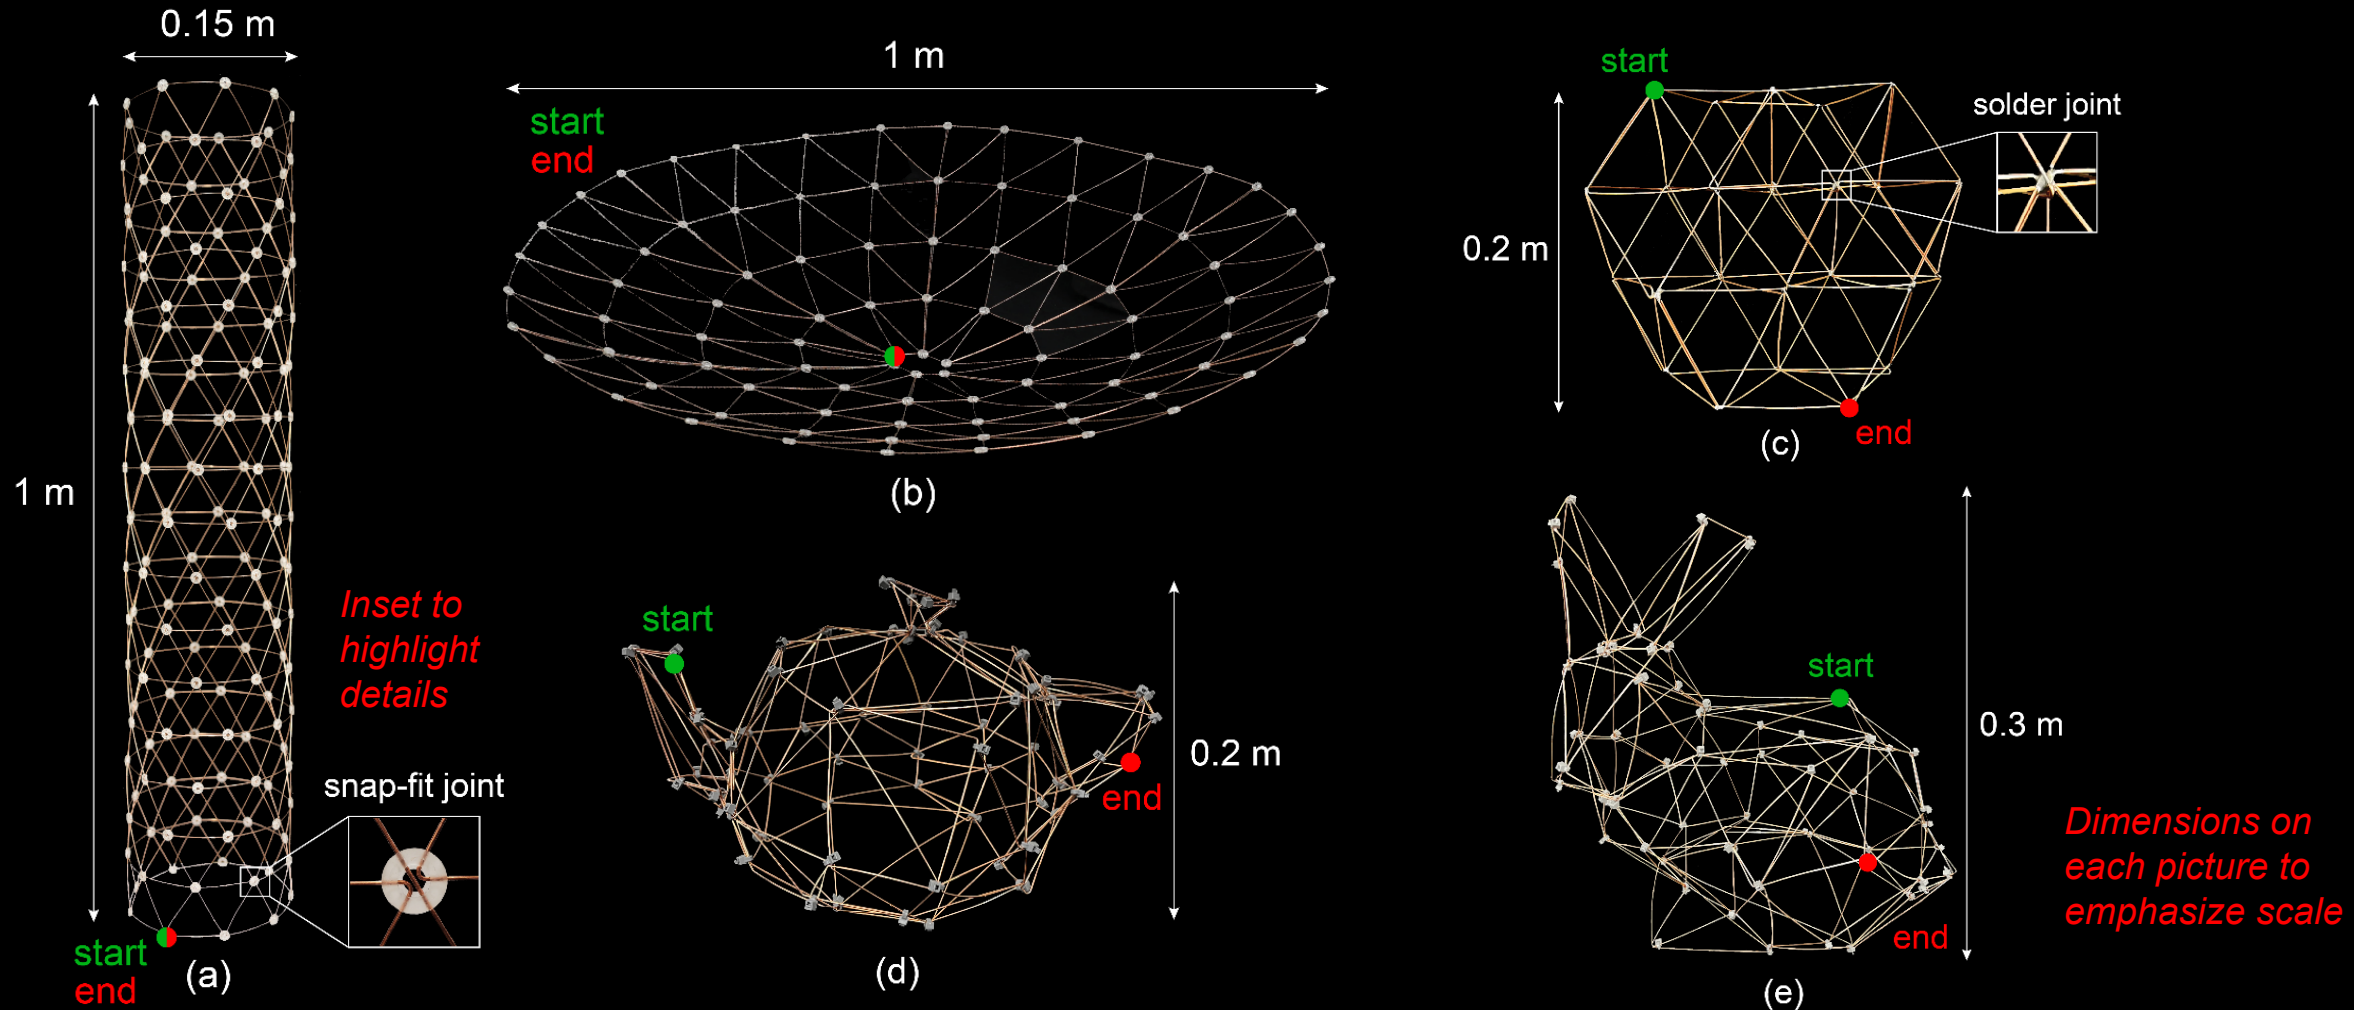 0.15 m
1 m
Inset to
highlight
details
snap-fit joint
start
end
(a)
1 m
start
end
(b)
start
0.2 m
solder joint
end
(c)
start
0.2 m
end
(d)
start
0.3 m
end
(e)
Dimensions on
each picture to
emphasize scale